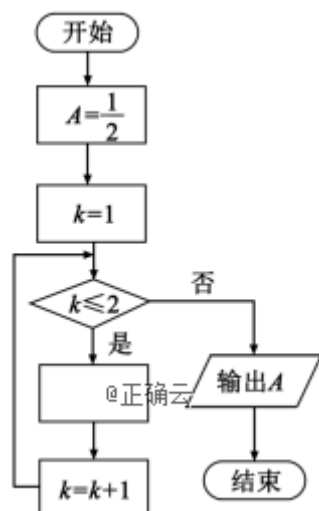 开始
A=1/2
k=1
k≤2
否
是
@正确云
输出A
k=k+1
结束